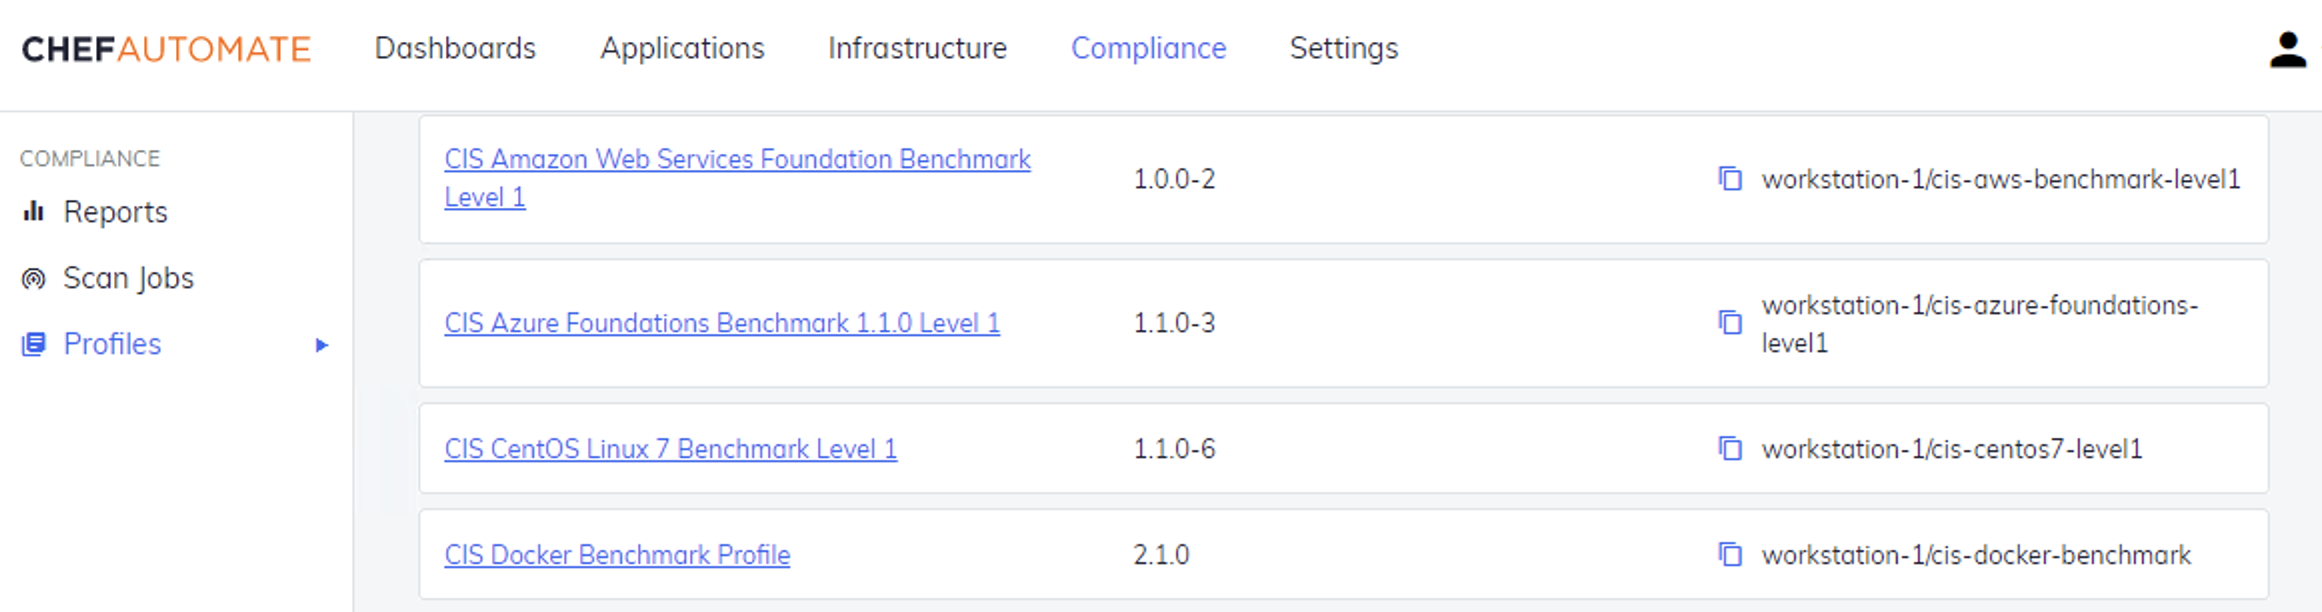 CHEFAUTOMATE Dashboards Applications Infrastructure Compliance Settings
COMPLIANCE
Reports
Scan Jobs
Profiles
CIS Amazon Web Services Foundation Benchmark
Level 1
1.0.0-2
workstation-1/cis-aws-benchmark-level1
CIS Azure Foundations Benchmark 1.1.0 Level 1
1.1.0-3
workstation-1/cis-azure-foundations-
level1
CIS CentOS Linux 7 Benchmark Level 1
1.1.0-6
workstation-1/cis-centos7-level1
CIS Docker Benchmark Profile
2.1.0
workstation-1/cis-docker-benchmark